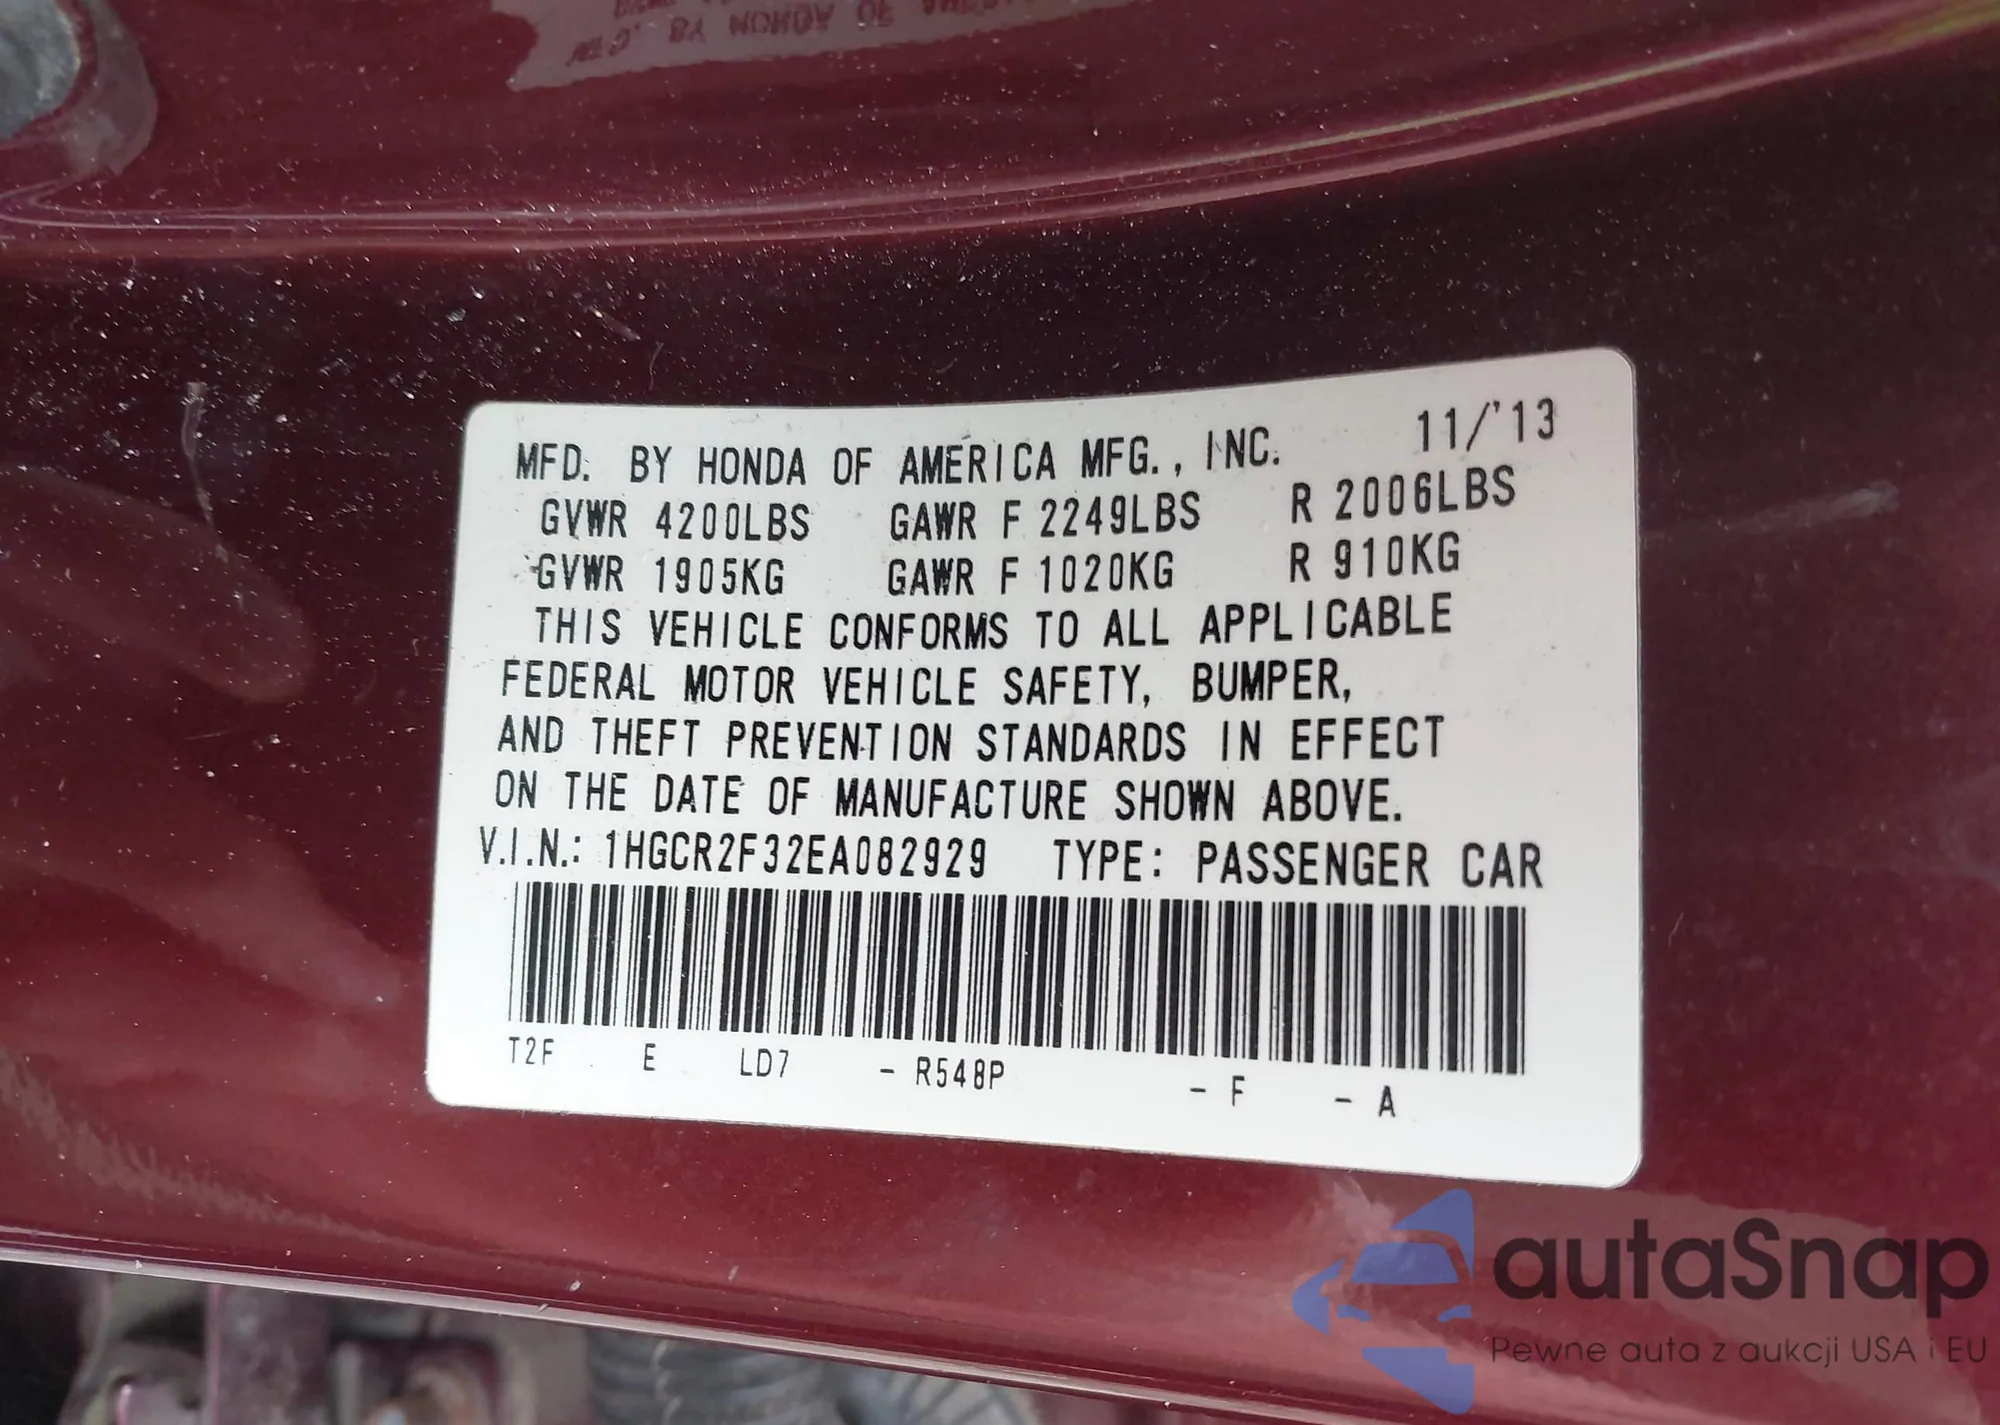 MFD. BY HONDA OF AMERICA MFG., INC. 11/'13
GVWR 4200LBS GAWR F 2249LBS R 2006LBS
GVWR 1905KG GAWR F 1020KG R 910KG
THIS VEHICLE CONFORMS TO ALL APPLICABLE
FEDERAL MOTOR VEHICLE SAFETY, BUMPER,
AND THEFT PREVENTION STANDARDS IN EFFECT
ON THE DATE OF MANUFACTURE SHOWN ABOVE.
V.I.N.: 1HGCR2F32EA082929 TYPE: PASSENGER CAR
T2F E LD7 - R548P - F - A
autaSnap
Pewne auta z aukcji USA i EU